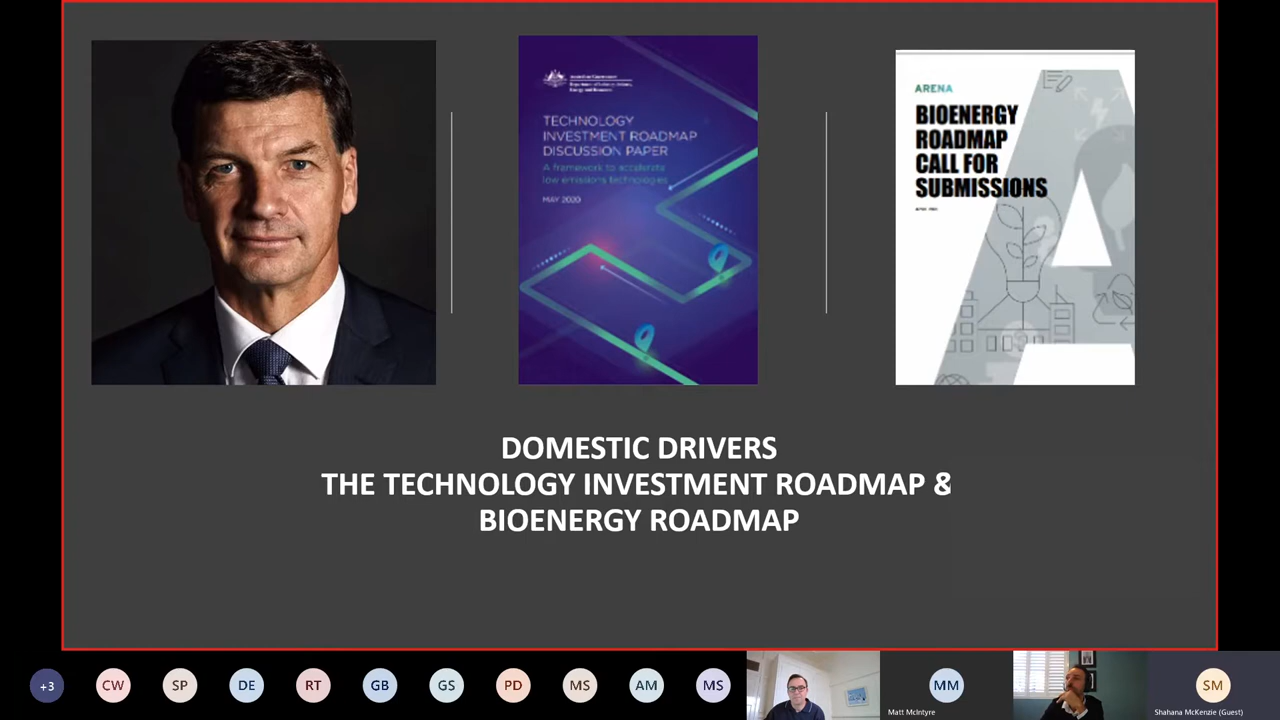 Australian Government
TECHNOLOGY
INVESTMENT ROADMAP
DISCUSSION PAPER
A framework to accelerate
low emissions technologies
MAY 2020
ARENA
BIOENERGY
ROADMAP
CALL FOR
SUBMISSIONS
DOMESTIC DRIVERS
THE TECHNOLOGY INVESTMENT ROADMAP &
BIOENERGY ROADMAP
+3
CW
SP
DE
RT
GB
GS
PD
MS
AM
MS
MM
SM
Matt McIntyre
Shahana McKenzie (Guest)